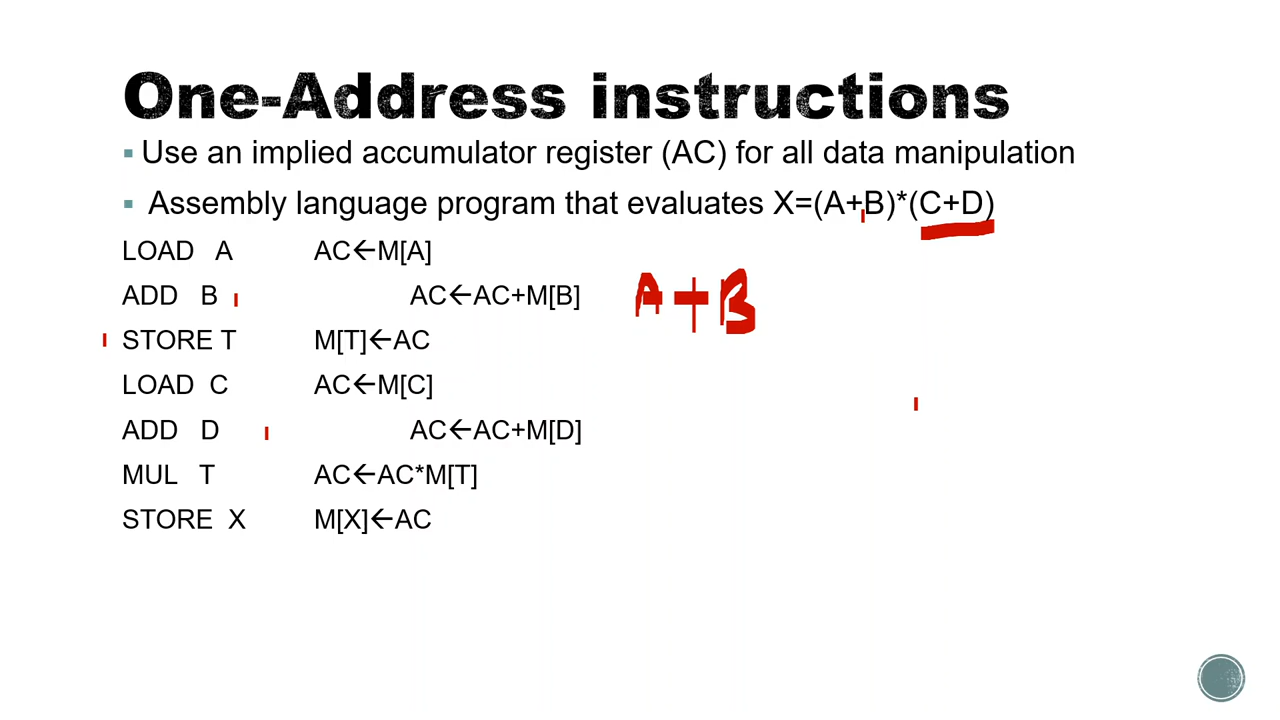 One-Address instructions
▪ Use an implied accumulator register (AC) for all data manipulation
▪ Assembly language program that evaluates X=(A+B)*(C+D)
LOAD A AC←M[A]
ADD B AC←AC+M[B] A+B
STORE T M[T]←AC
LOAD C AC←M[C]
ADD D AC←AC+M[D]
MUL T AC←AC*M[T]
STORE X M[X]←AC